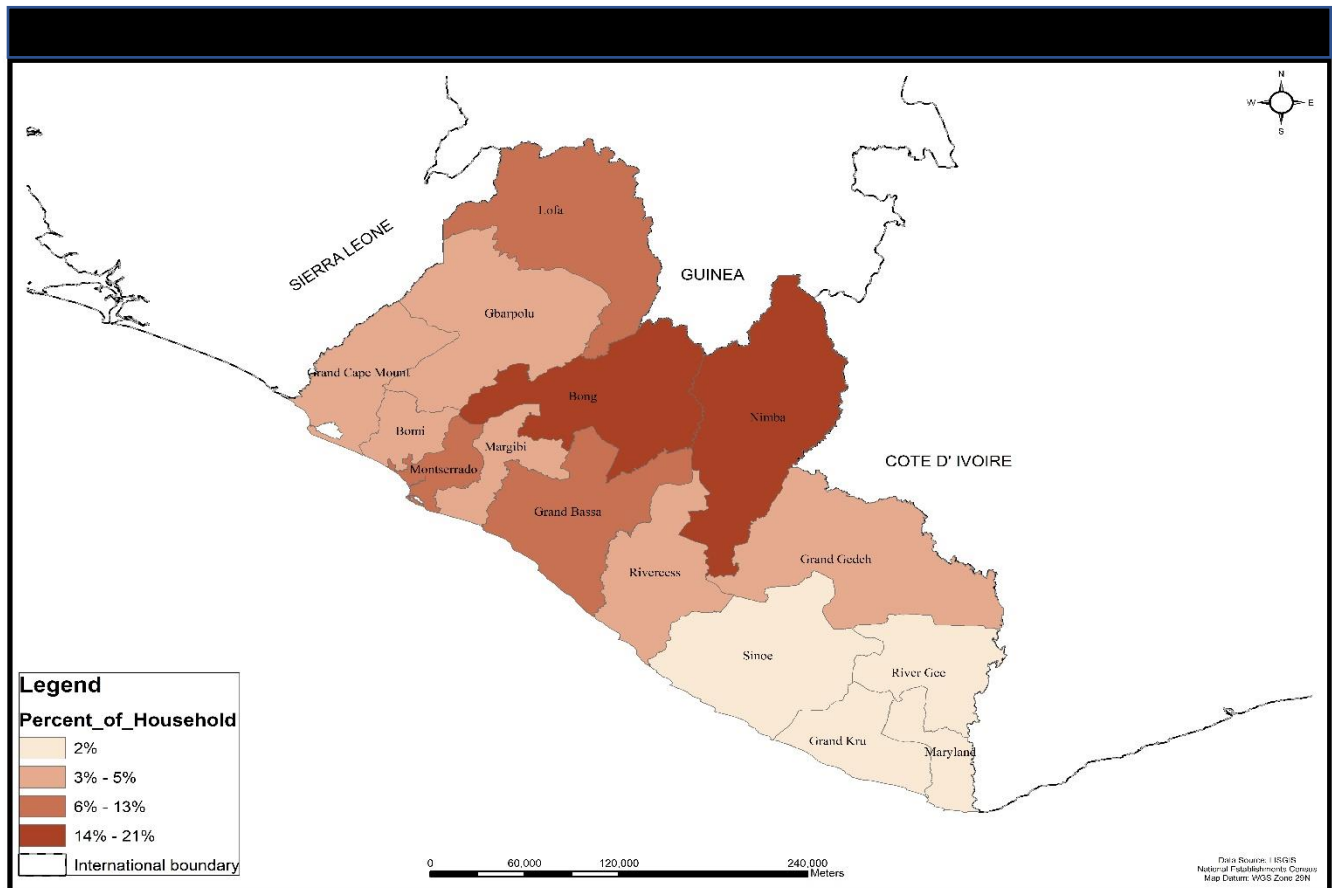 N
W E
S
Lofa
SIERRA LEONE
GUINEA
Gbarpolu
Grand Cape Mount
Bong
Nimba
Bomi
Margibi
Montserrado
COTE D' IVOIRE
Grand Bassa
Grand Gedeh
Rivercess
Sinoe
River Gee
Grand Kru
Maryland
Legend
Percent_of_Household
2%
3% - 5%
6% - 13%
14% - 21%
International boundary
0 60,000 120,000 240,000
Meters
Data Source: LISGIS
National Establishments Census
Map Datum: WGS Zone 29N